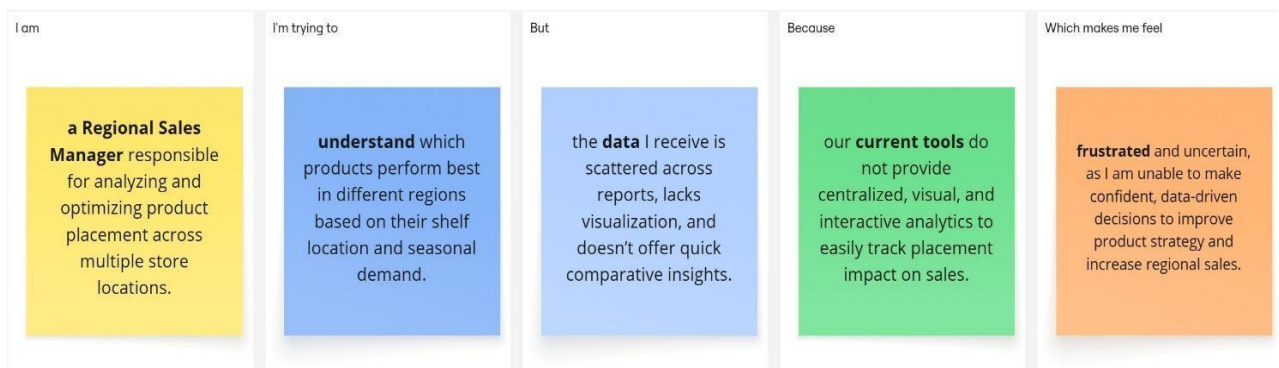 I am
a Regional Sales
Manager responsible
for analyzing and
optimizing product
placement across
multiple store
locations.
I'm trying to
understand which
products perform best
in different regions
based on their shelf
location and seasonal
demand.
But
the data I receive is
scattered across
reports, lacks
visualization, and
doesn’t offer quick
comparative insights.
Because
our current tools do
not provide
centralized, visual, and
interactive analytics to
easily track placement
impact on sales.
Which makes me feel
frustrated and uncertain,
as I am unable to make
confident, data-driven
decisions to improve
product strategy and
increase regional sales.